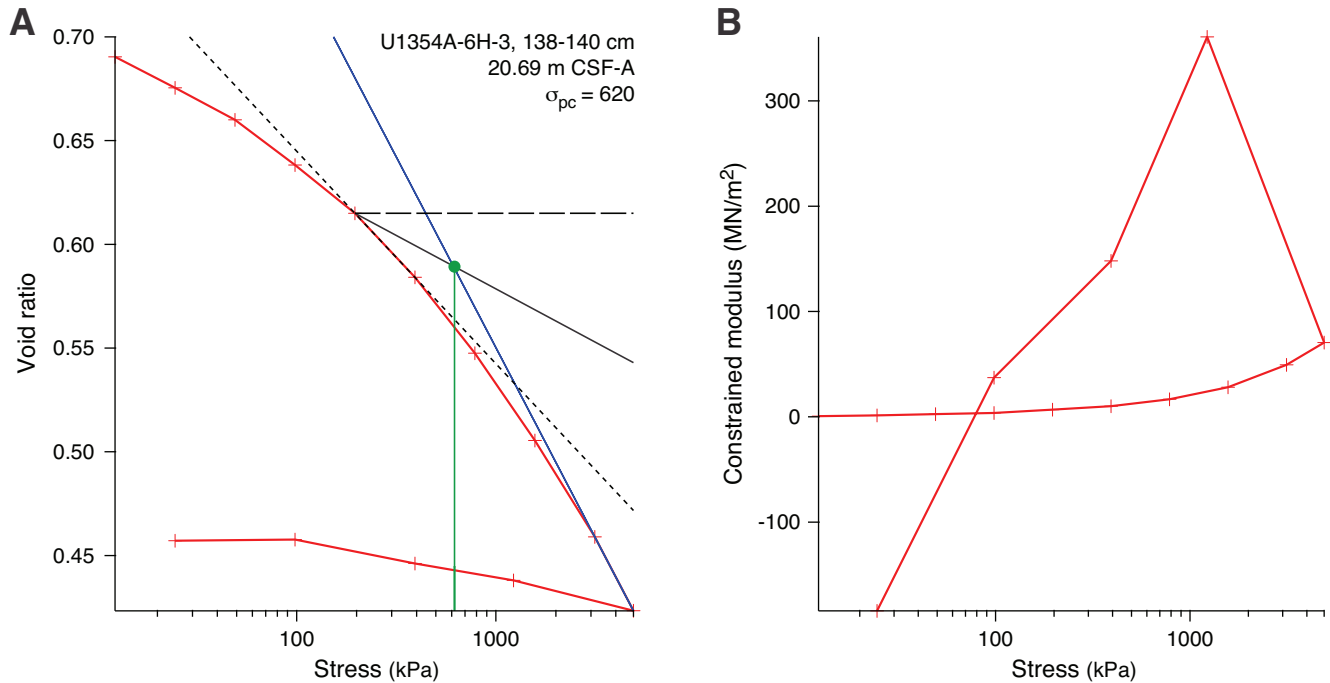 A
U1354A-6H-3, 138-140 cm
20.69 m CSF-A
σpc = 620
0.70
0.65
0.60
0.55
0.50
0.45
Void ratio
100
1000
Stress (kPa)
B
300
200
100
0
-100
Constrained modulus (MN/m²)
100
1000
Stress (kPa)